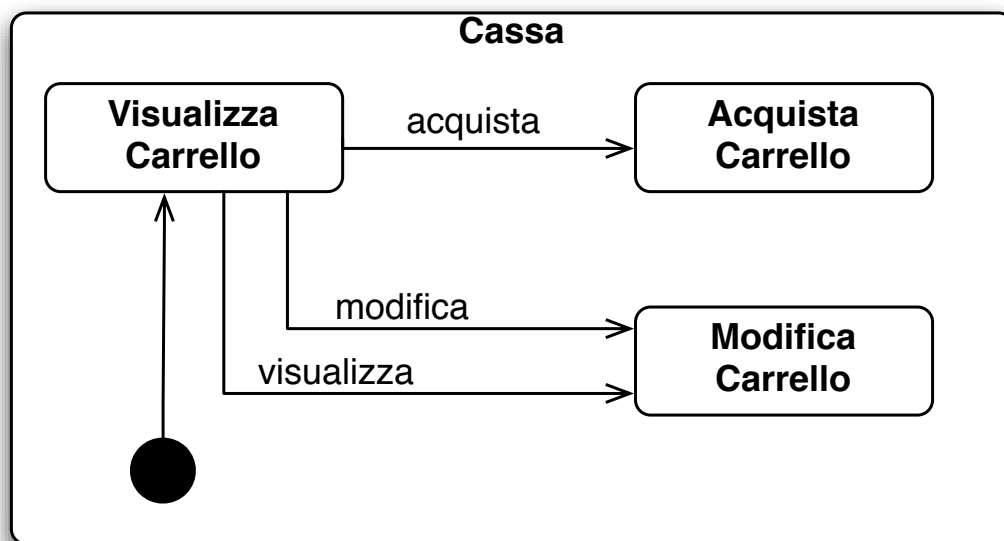 Cassa
Visualizza
Carrello
acquista
Acquista
Carrello
modifica
visualizza
Modifica
Carrello